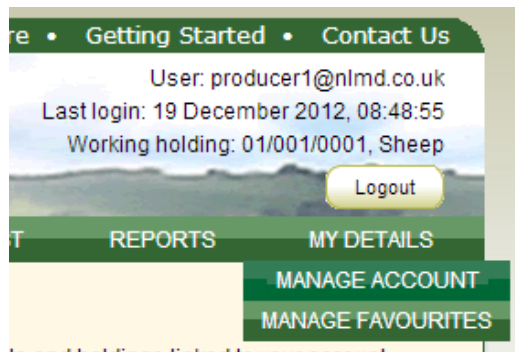 • Getting Started • Contact Us
User: producer1@nlmd.co.uk
Last login: 19 December 2012, 08:48:55
Working holding: 01/001/0001, Sheep
Logout
REPORTS MY DETAILS
MANAGE ACCOUNT
MANAGE FAVOURITES